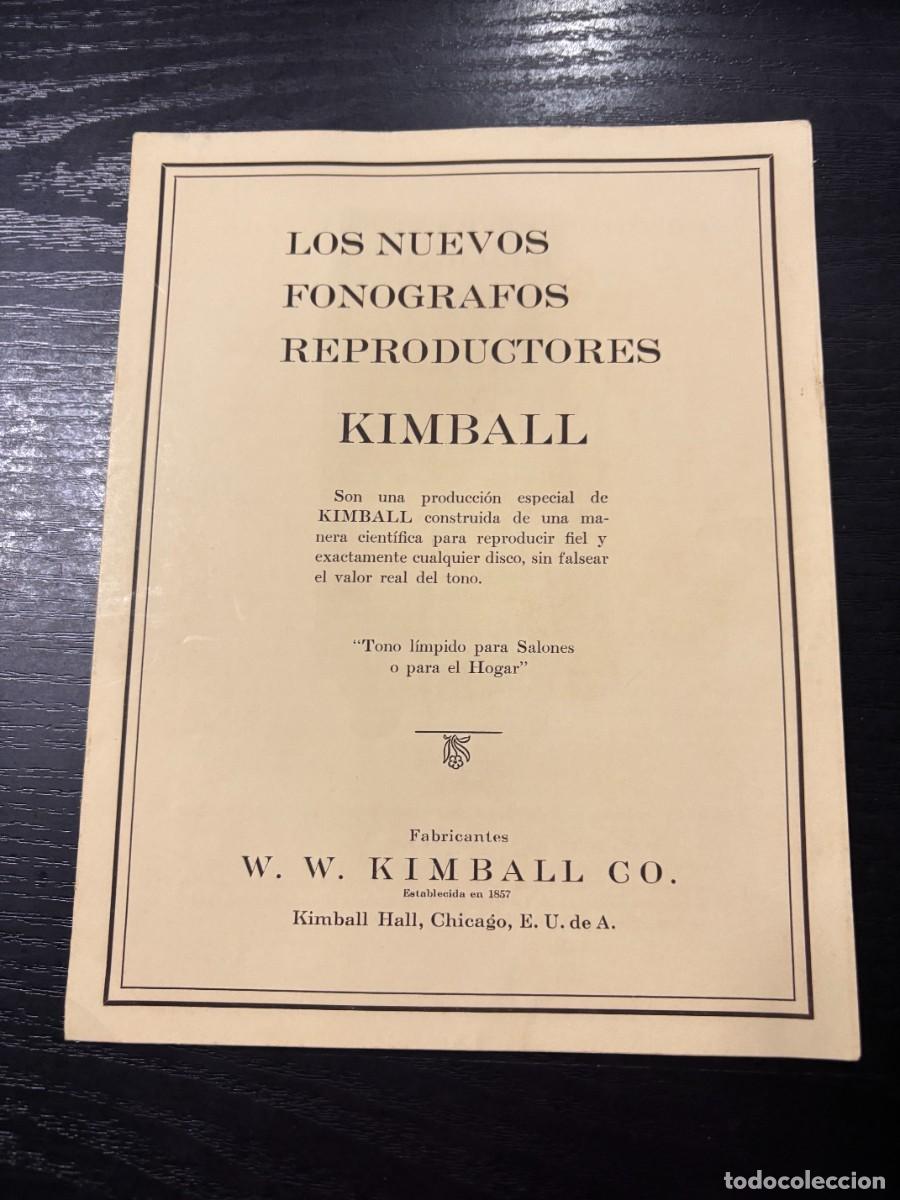 LOS NUEVOS
FONOGRAFOS
REPRODUCTORES
KIMBALL
Son una producción especial de
KIMBALL construida de una ma-
nera científica para reproducir fiel y
exactamente cualquier disco, sin falsear
el valor real del tono.
"Tono límpido para Salones
o para el Hogar"
Fabricantes
W. W. KIMBALL CO.
Establecida en 1857
Kimball Hall, Chicago, E. U. de A.
todocoleccion